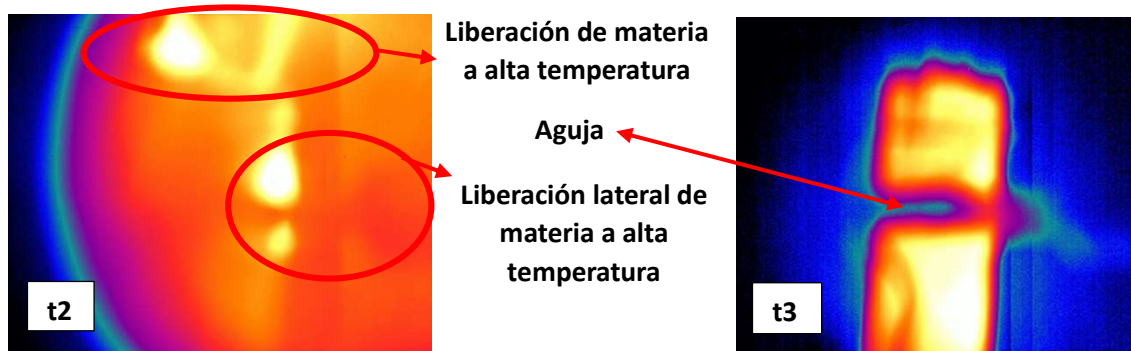 Liberación de materia
a alta temperatura
Aguja
Liberación lateral de
materia a alta
temperatura
t2
t3